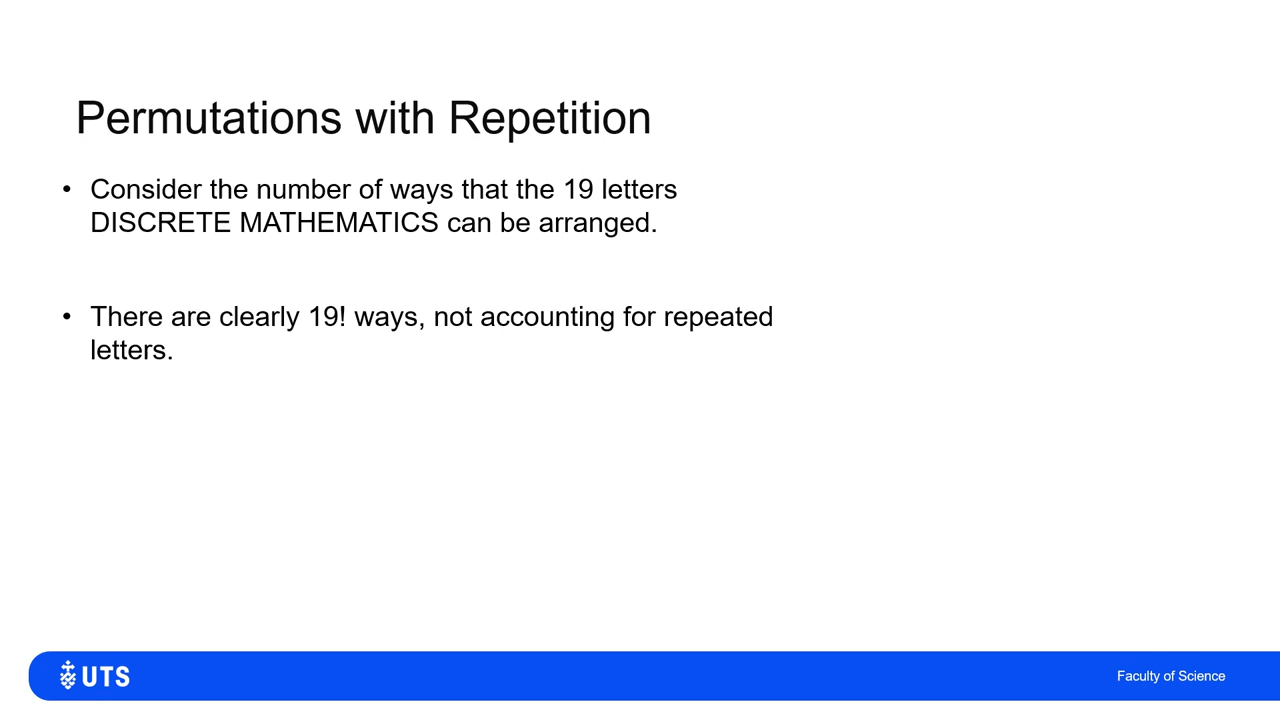 Permutations with Repetition
• Consider the number of ways that the 19 letters
DISCRETE MATHEMATICS can be arranged.
• There are clearly 19! ways, not accounting for repeated
letters.
UTS
Faculty of Science